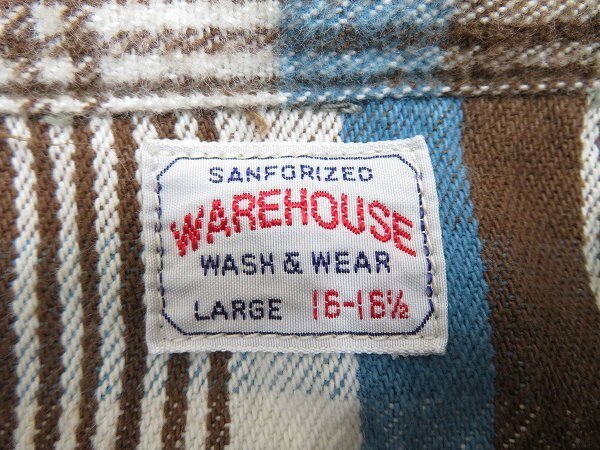 SANFORIZED
WAREHOUSE
WASH & WEAR
LARGE 16-16½